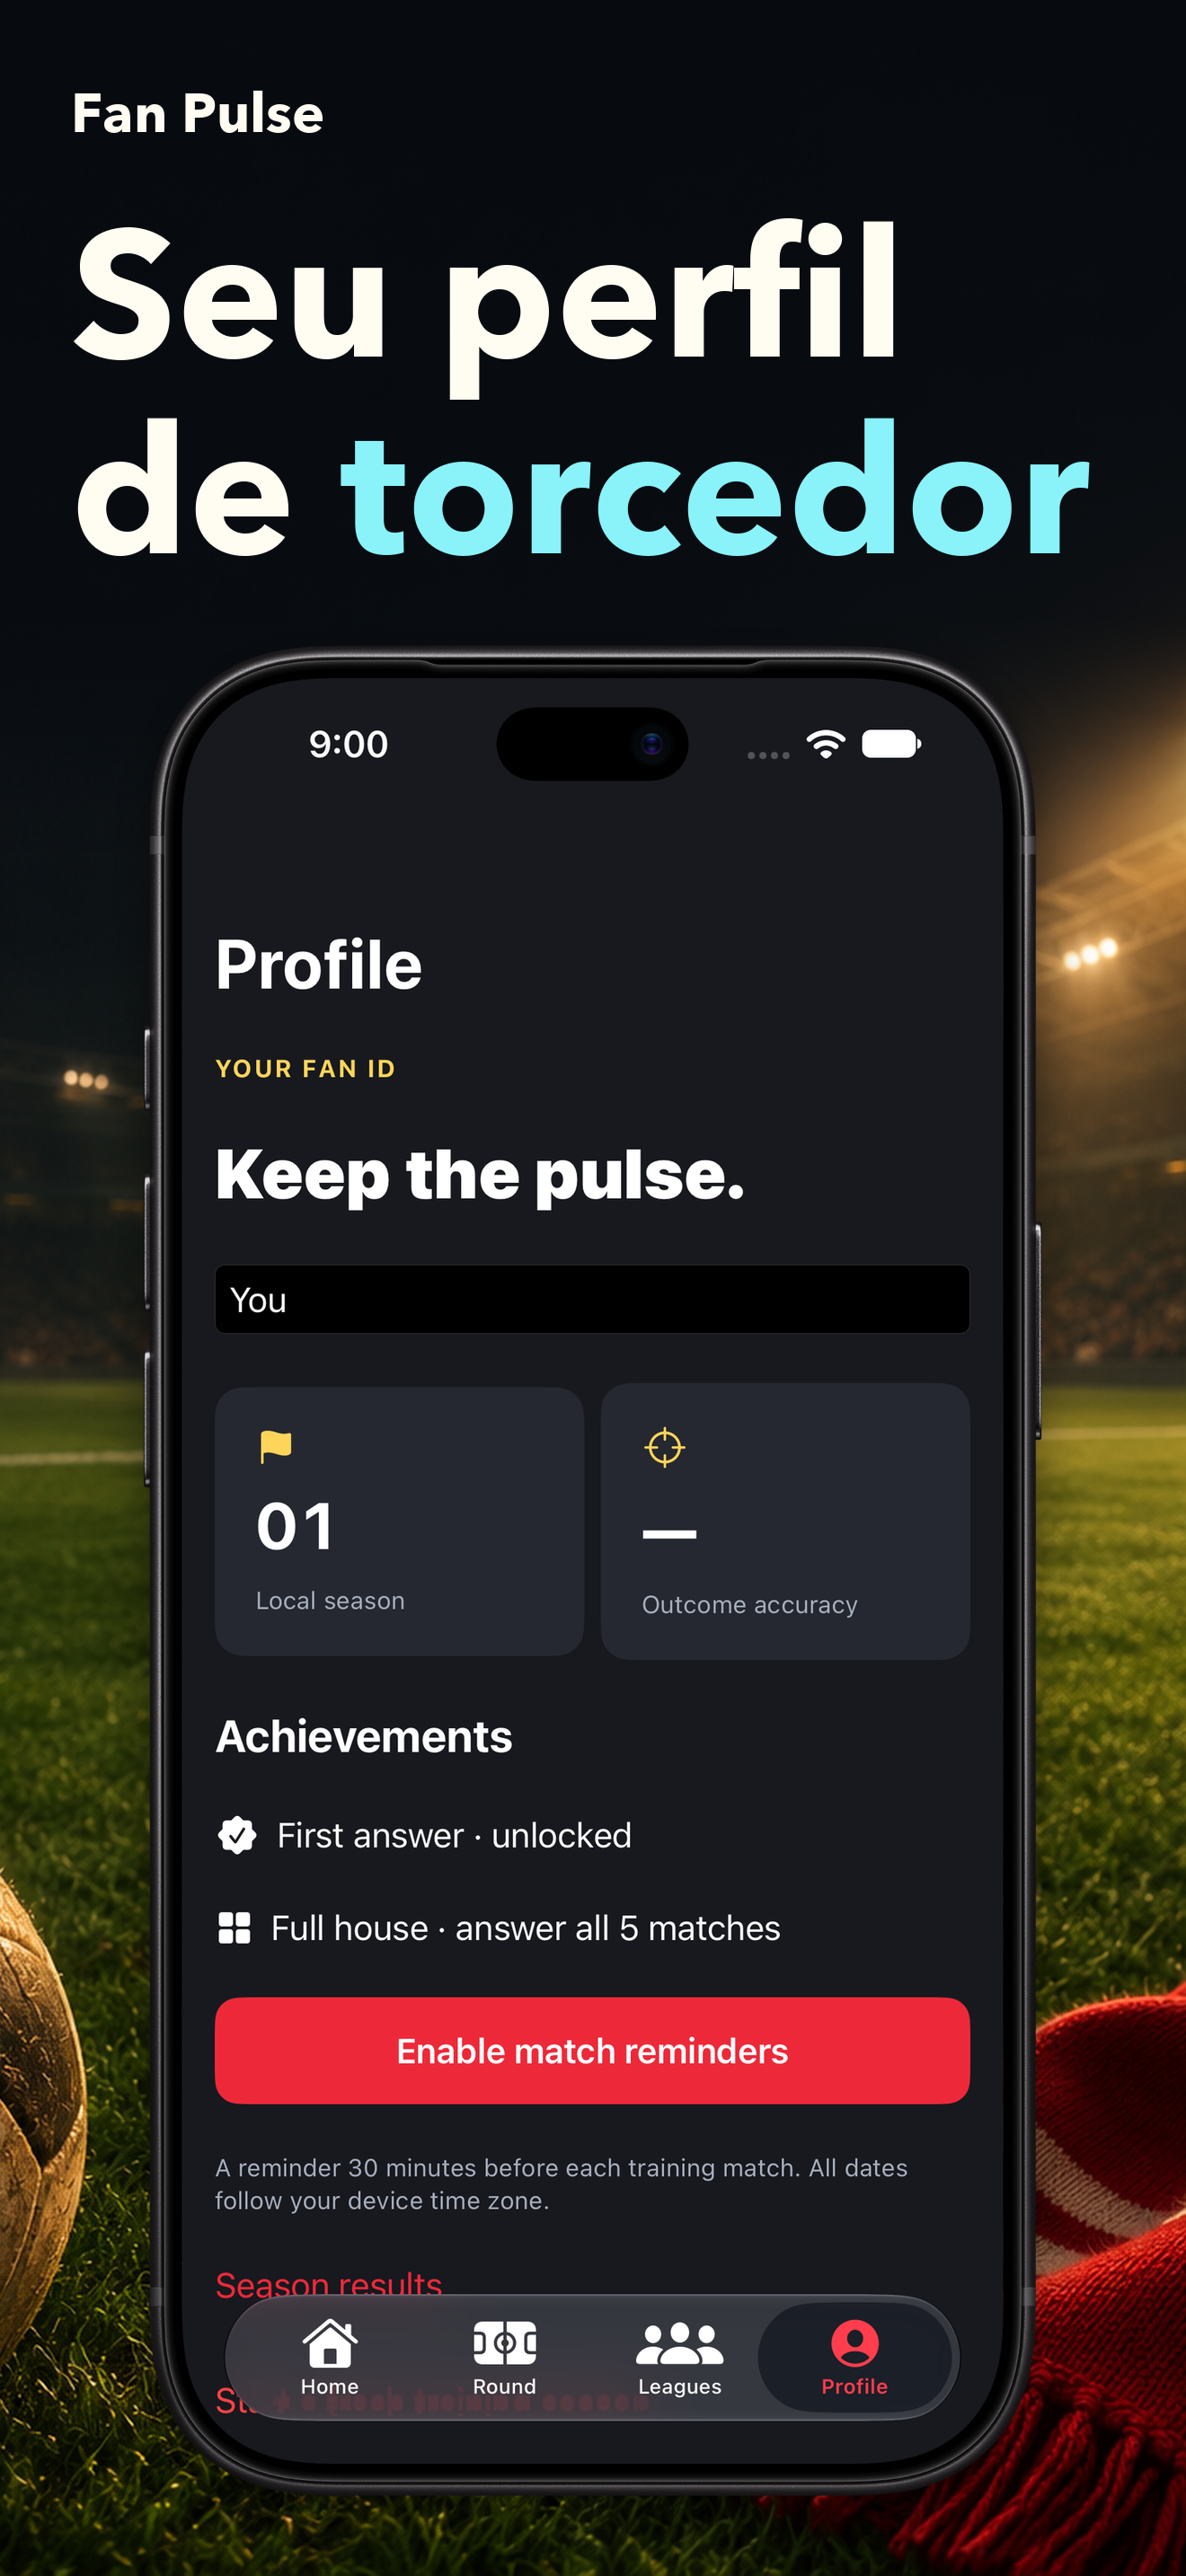 Fan Pulse
Seu perfil
de torcedor
9:00
Profile
YOUR FAN ID
Keep the pulse.
You
01
—
Local season
Outcome accuracy
Achievements
First answer · unlocked
Full house · answer all 5 matches
Enable match reminders
A reminder 30 minutes before each training match. All dates
follow your device time zone.
Season results
Home
Round
Leagues
Profile